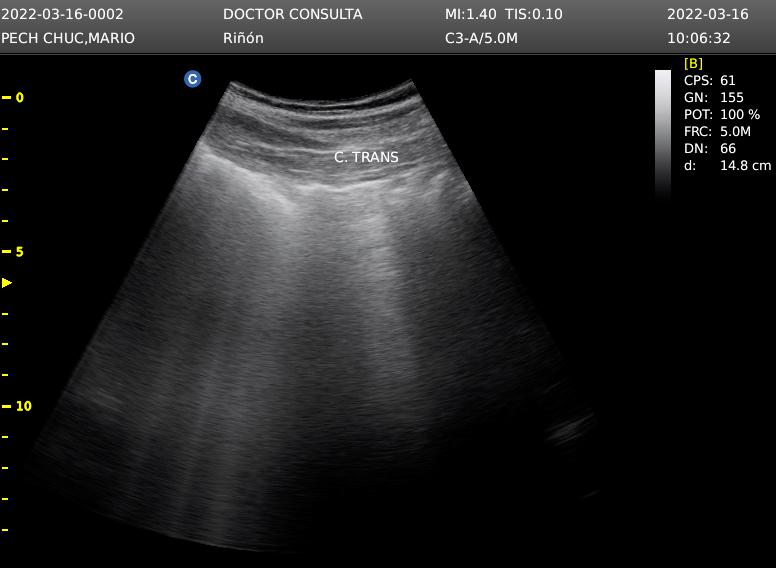 2022-03-16-0002 DOCTOR CONSULTA MI:1.40 TIS:0.10 2022-03-16
PECH CHUC,MARIO Riñón C3-A/5.0M 10:06:32
[B]
C
CPS: 61
0
GN: 155
POT: 100 %
FRC: 5.0M
DN: 66
C. TRANS
d: 14.8 cm
5
10